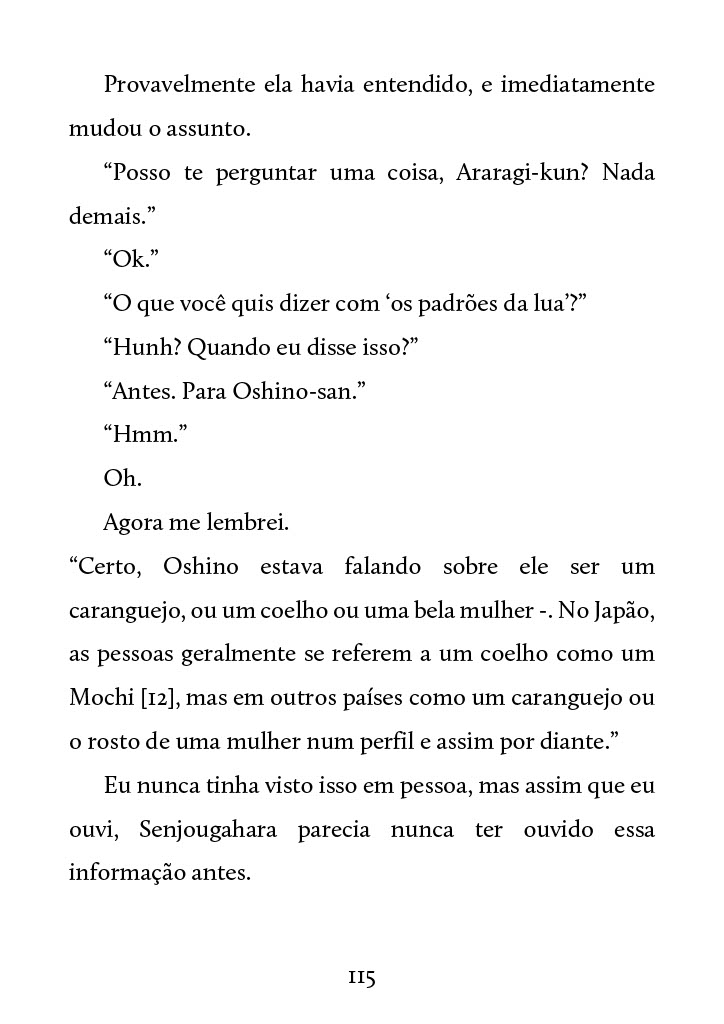 Provavelmente ela havia entendido, e imediatamente
mudou o assunto.
“Posso te perguntar uma coisa, Araragi-kun? Nada
demais.”
“Ok.”
“O que você quis dizer com ‘os padrões da lua’?”
“Hunh? Quando eu disse isso?”
“Antes. Para Oshino-san.”
“Hmm.”
Oh.
Agora me lembrei.
“Certo, Oshino estava falando sobre ele ser um
caranguejo, ou um coelho ou uma bela mulher -. No Japão,
as pessoas geralmente se referem a um coelho como um
Mochi [12], mas em outros países como um caranguejo ou
o rosto de uma mulher num perfil e assim por diante.”
Eu nunca tinha visto isso em pessoa, mas assim que eu
ouvi, Senjougahara parecia nunca ter ouvido essa
informação antes.
115